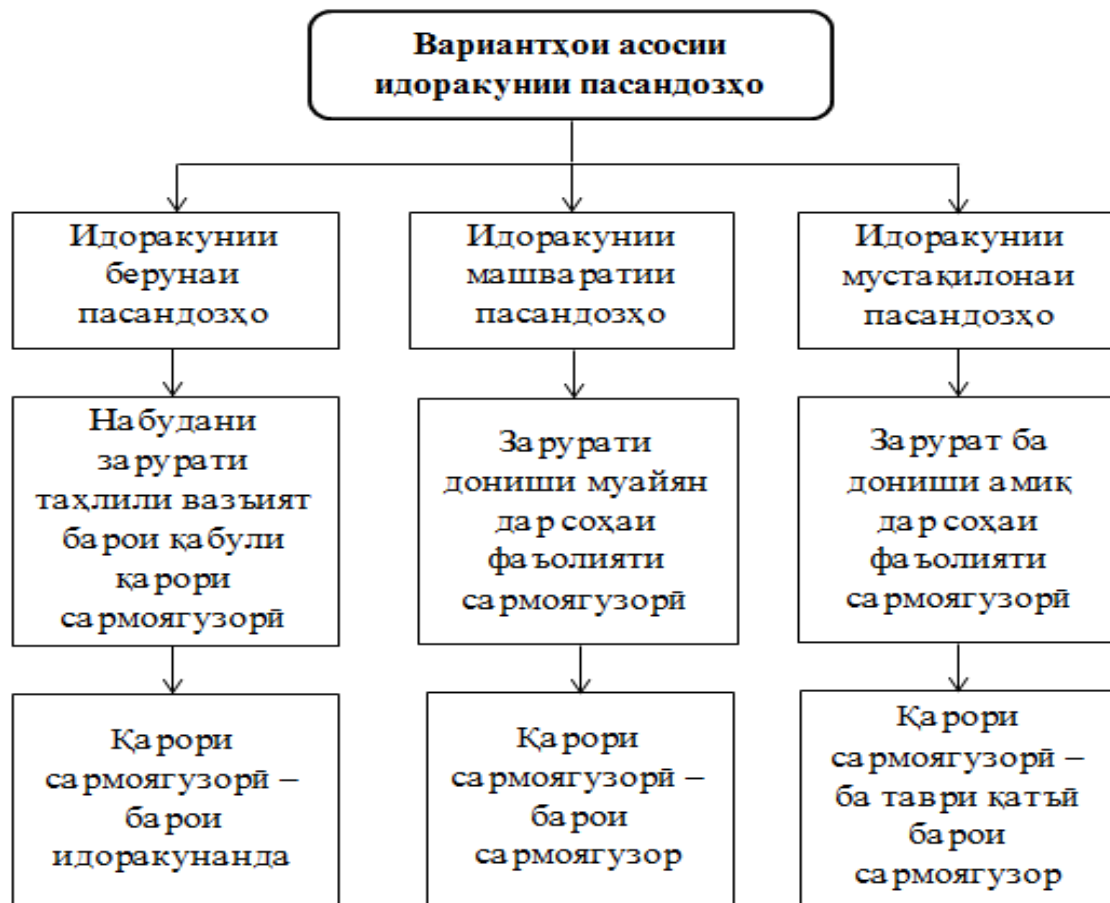 Вариантҳои асосии
идоракунии пасандозҳо
Идоракунии
берунаи
пасандозҳо
Идоракунии
машваратии
пасандозҳо
Идоракунии
мустақилонаи
пасандозҳо
Набудани
зарурати
таҳлили вазъият
барои қабули
қарори
сармоягузорӣ
Зарурати
дониши муайян
дар соҳаи
фаъолияти
сармоягузорӣ
Зарурат ба
дониши амиқ
дар соҳаи
фаъолияти
сармоягузорӣ
Қарори
сармоягузорӣ –
барои
идоракунанда
Қарори
сармоягузорӣ –
барои
сармоягузор
Қарори
сармоягузорӣ –
ба таври қатъӣ
барои
сармоягузор